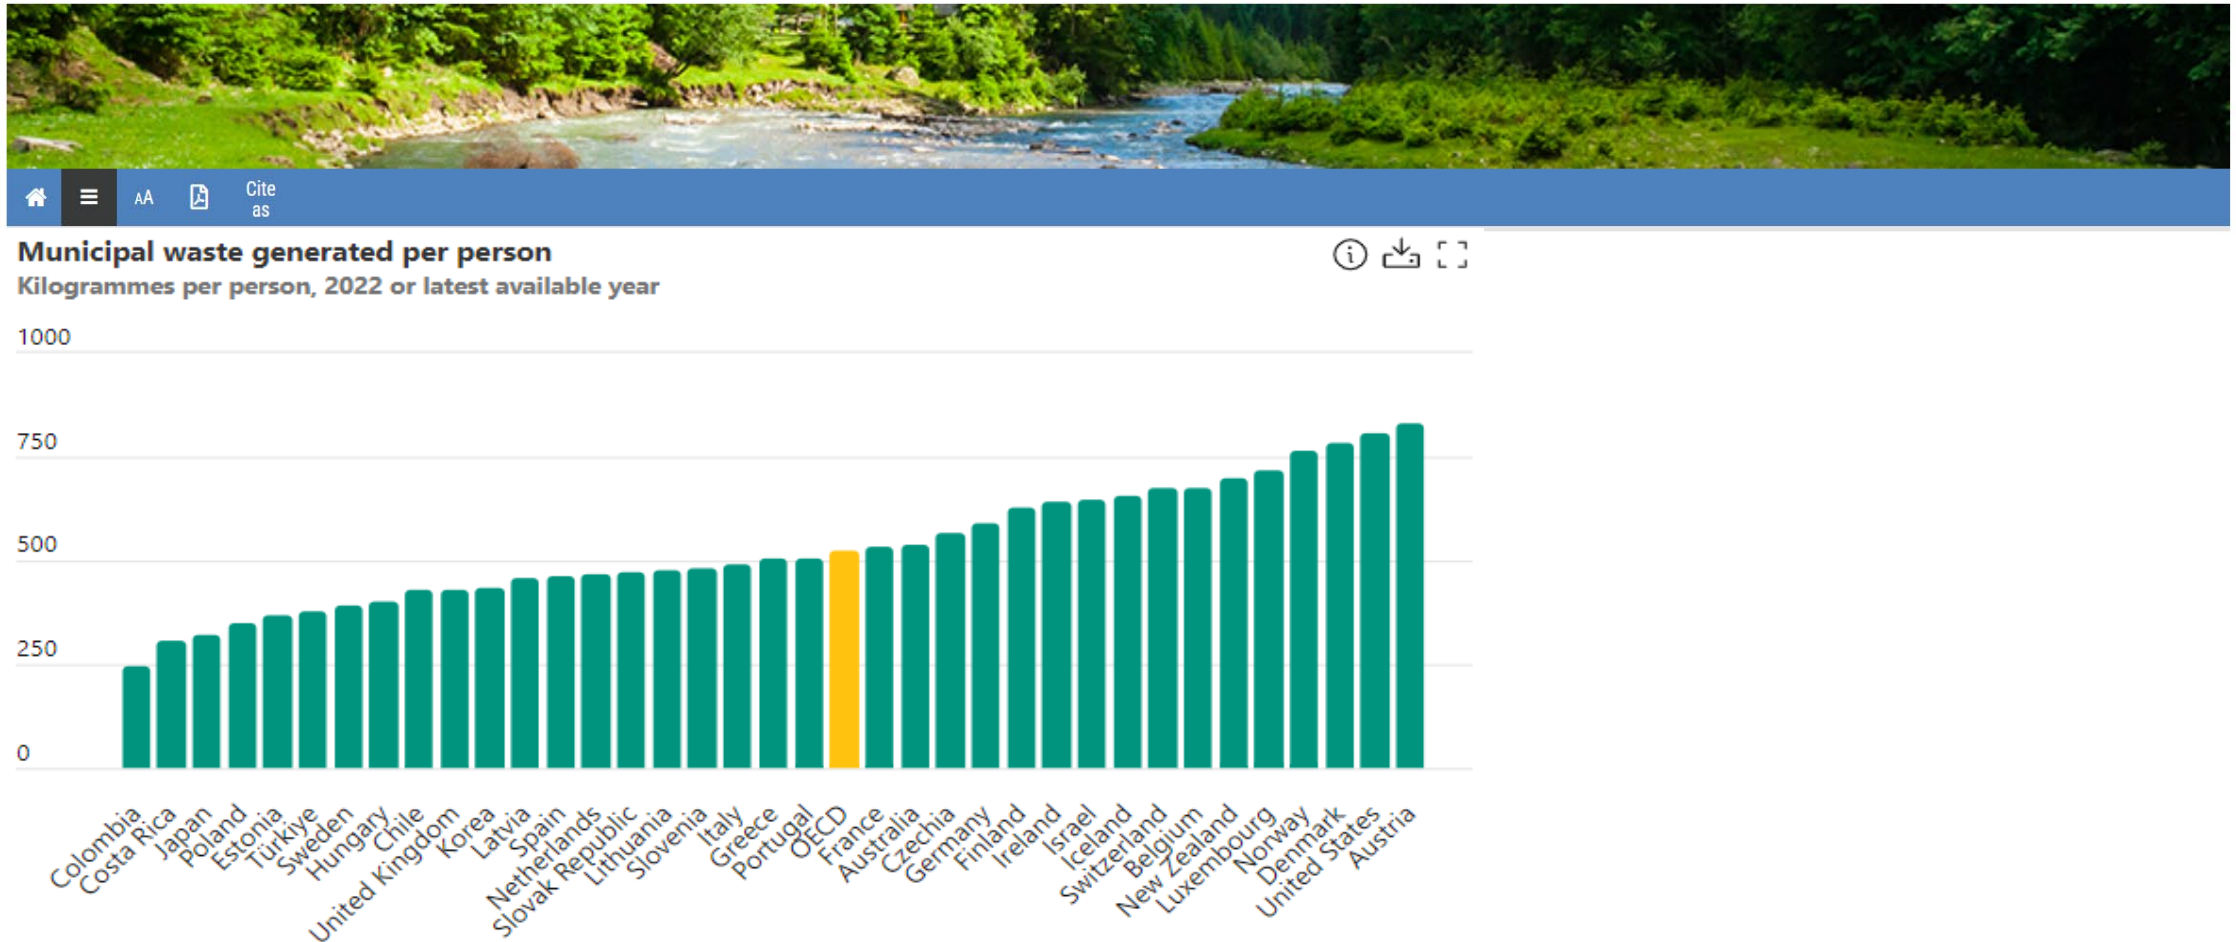 AA
Cite
as
Municipal waste generated per person
Kilogrammes per person, 2022 or latest available year
1000
750
500
250
0
Colombia
Costa Rica
Japan
Poland
Estonia
Türkiye
Sweden
Hungary
Chile
United Kingdom
Korea
Latvia
Spain
Netherlands
Slovak Republic
Lithuania
Slovenia
Italy
Greece
Portugal
OECD
France
Australia
Czechia
Germany
Finland
Ireland
Israel
Iceland
Switzerland
Belgium
New Zealand
Luxembourg
Norway
Denmark
United States
Austria